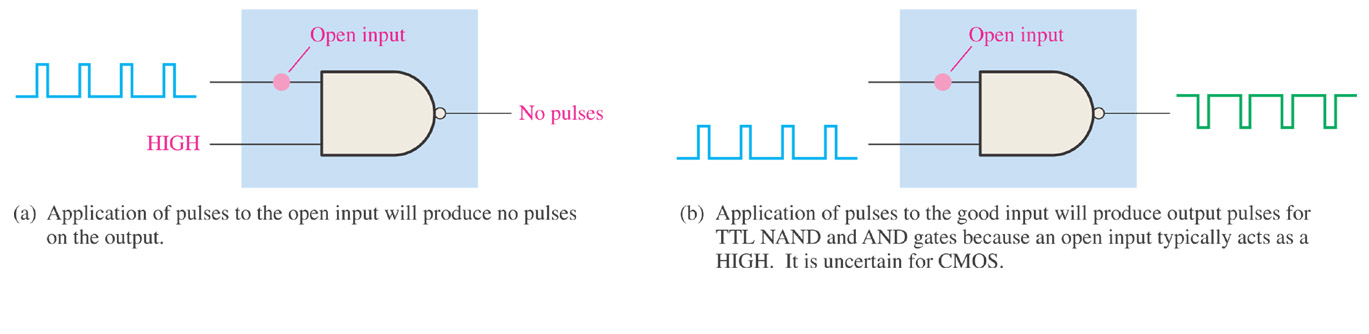 Open input
No pulses
HIGH
(a) Application of pulses to the open input will produce no pulses
on the output.
Open input
(b) Application of pulses to the good input will produce output pulses for
TTL NAND and AND gates because an open input typically acts as a
HIGH. It is uncertain for CMOS.